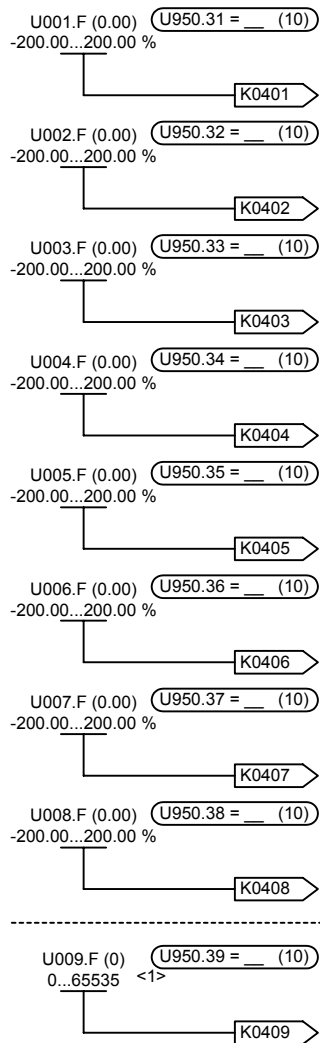 U001.F (0.00) U950.31 = __ (10)
-200.00...200.00 %
K0401
U002.F (0.00) U950.32 = __ (10)
-200.00...200.00 %
K0402
U003.F (0.00) U950.33 = __ (10)
-200.00...200.00 %
K0403
U004.F (0.00) U950.34 = __ (10)
-200.00...200.00 %
K0404
U005.F (0.00) U950.35 = __ (10)
-200.00...200.00 %
K0405
U006.F (0.00) U950.36 = __ (10)
-200.00...200.00 %
K0406
U007.F (0.00) U950.37 = __ (10)
-200.00...200.00 %
K0407
U008.F (0.00) U950.38 = __ (10)
-200.00...200.00 %
K0408
U009.F (0) U950.39 = __ (10)
0...65535 <1>
K0409